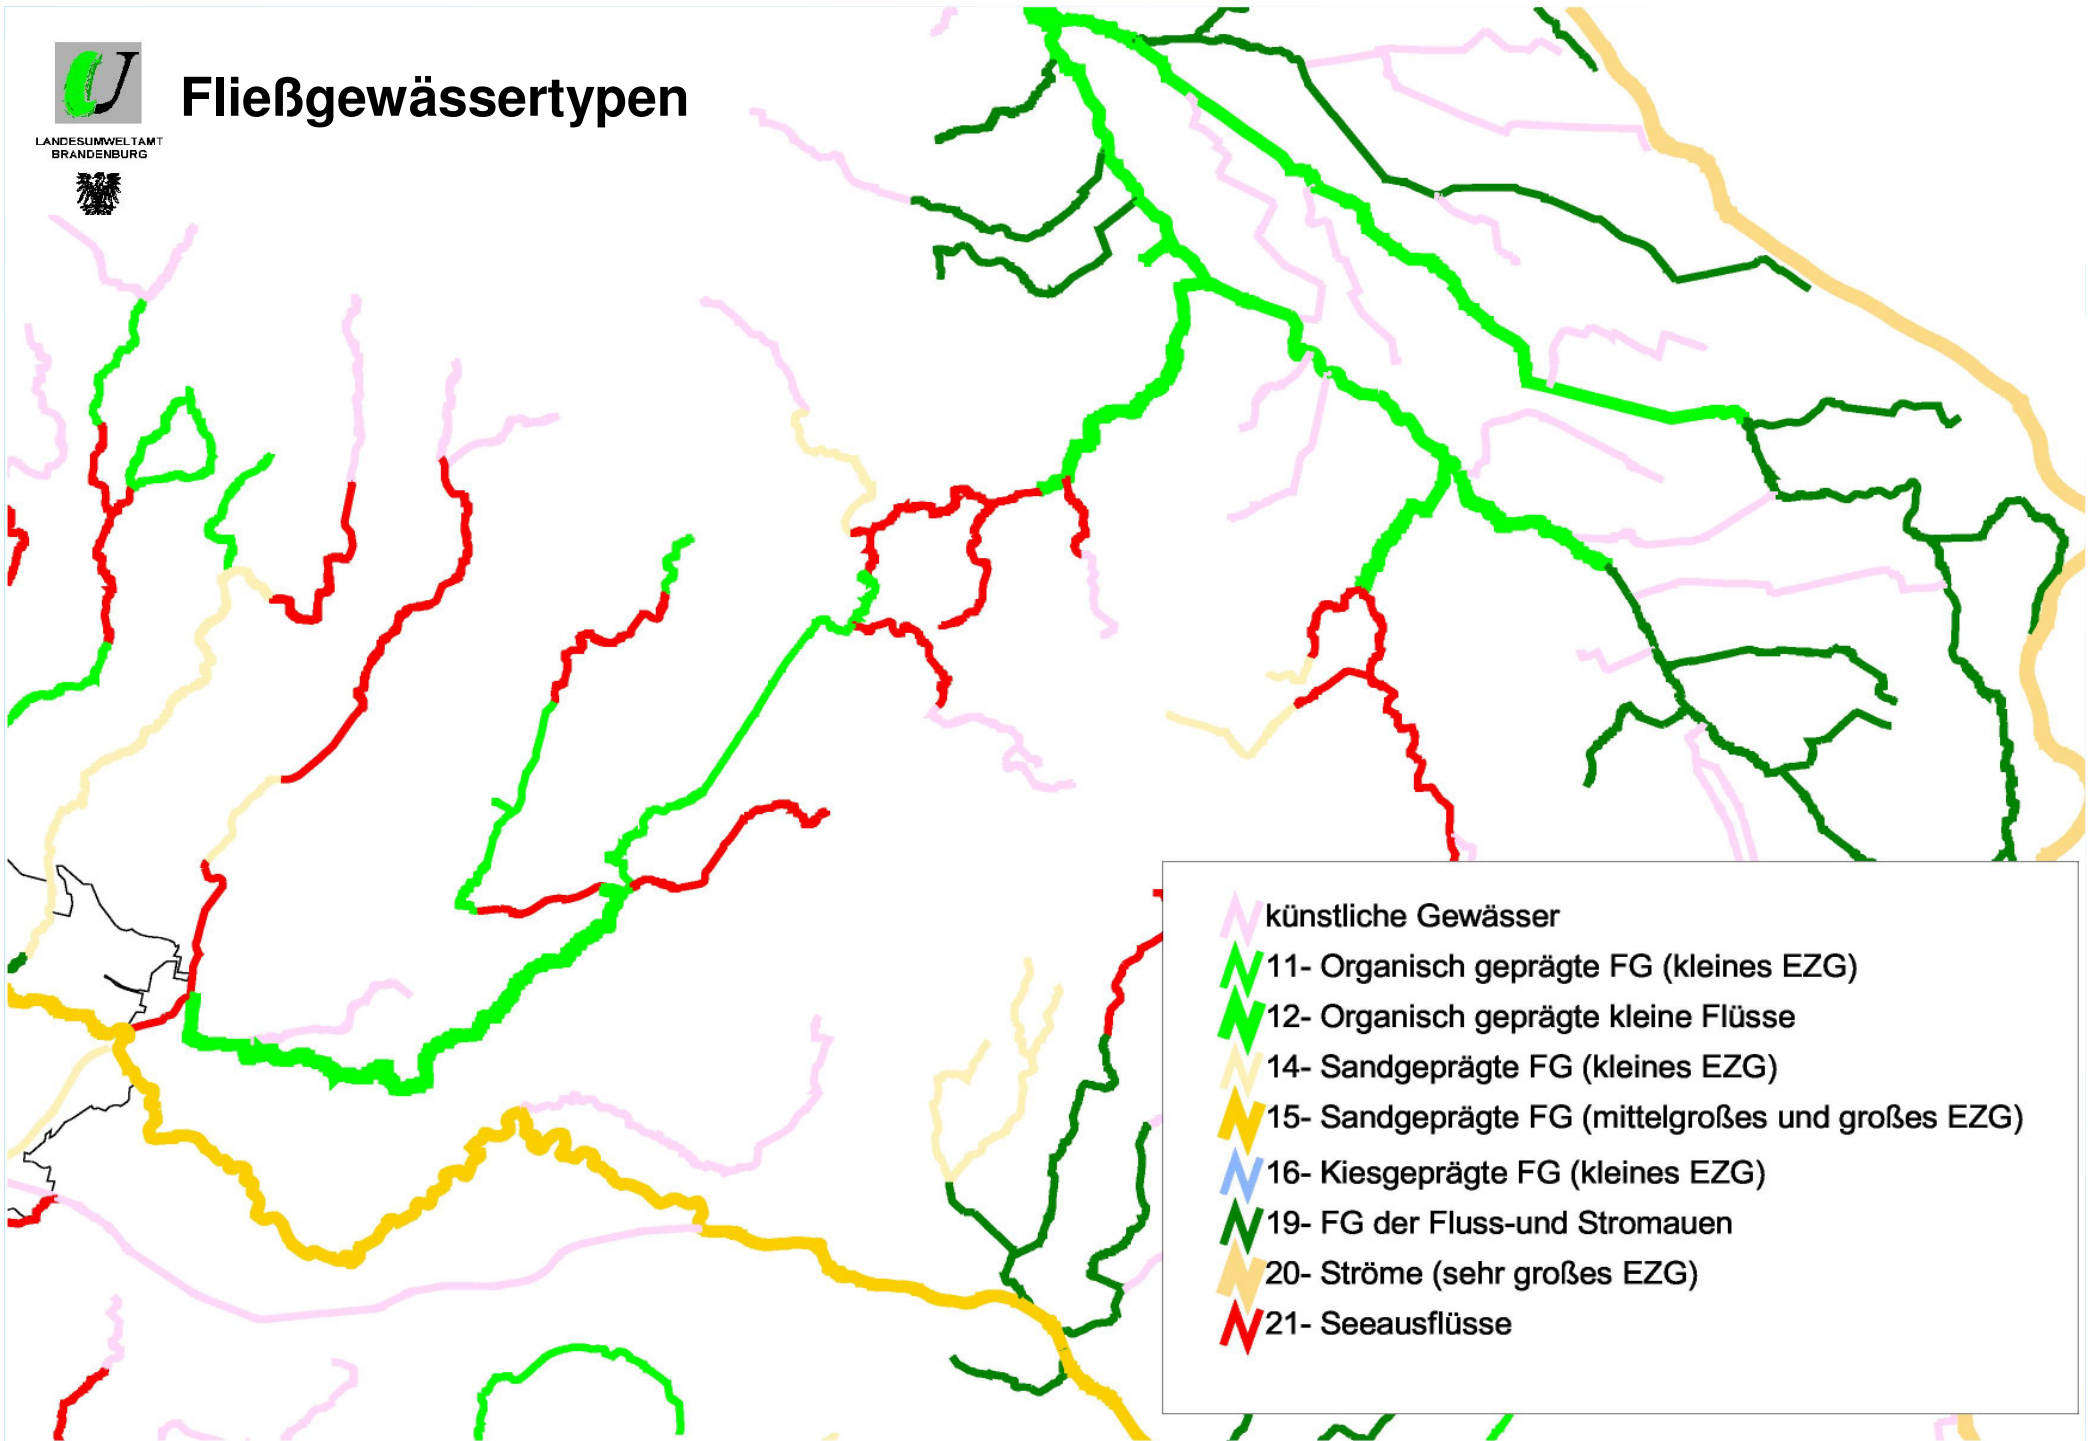 Fließgewässertypen
LANDESUMWELTAMT
BRANDENBURG
künstliche Gewässer
11- Organisch geprägte FG (kleines EZG)
12- Organisch geprägte kleine Flüsse
14- Sandgeprägte FG (kleines EZG)
15- Sandgeprägte FG (mittelgroßes und großes EZG)
16- Kiesgeprägte FG (kleines EZG)
19- FG der Fluss-und Stromauen
20- Ströme (sehr großes EZG)
21- Seeausflüsse